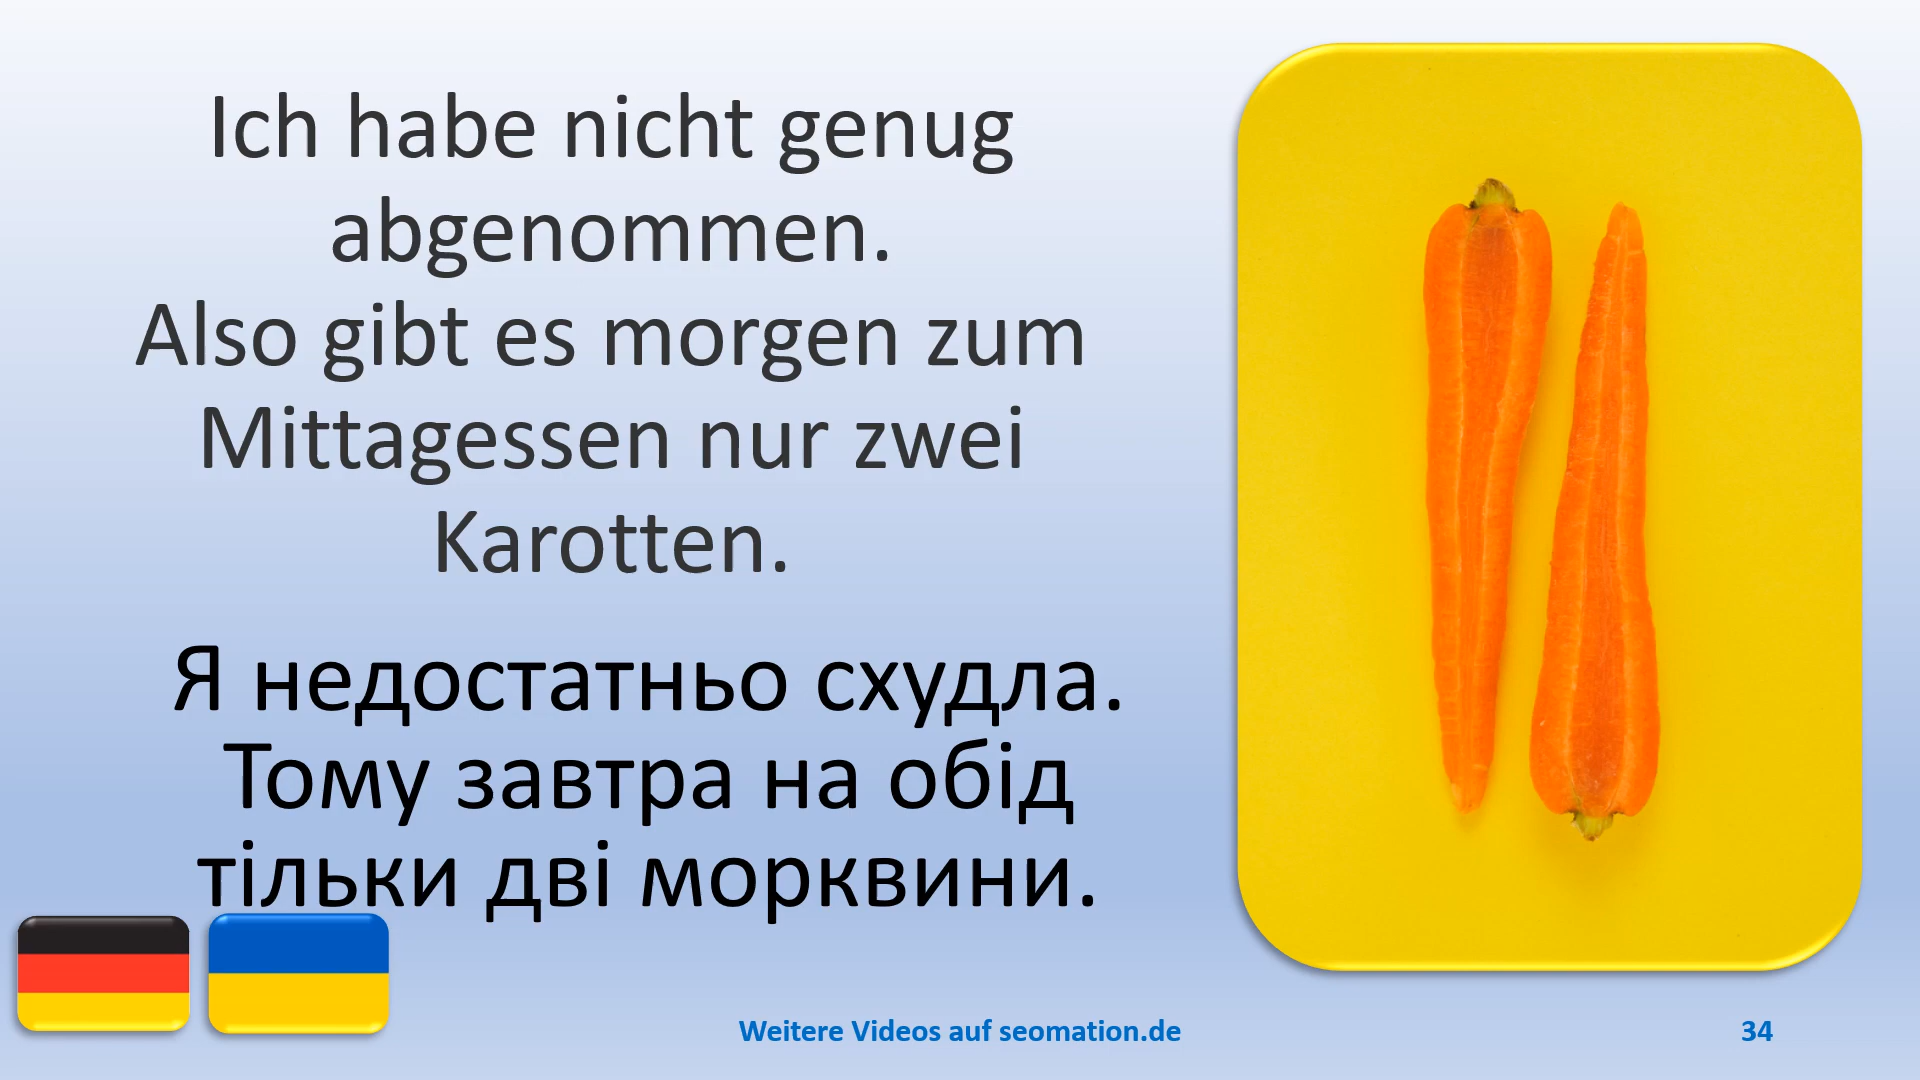 Ich habe nicht genug
abgenommen.
Also gibt es morgen zum
Mittagessen nur zwei
Karotten.
Я недостатньо схудла.
Тому завтра на обід
тільки дві морквини.
Weitere Videos auf seomation.de
34